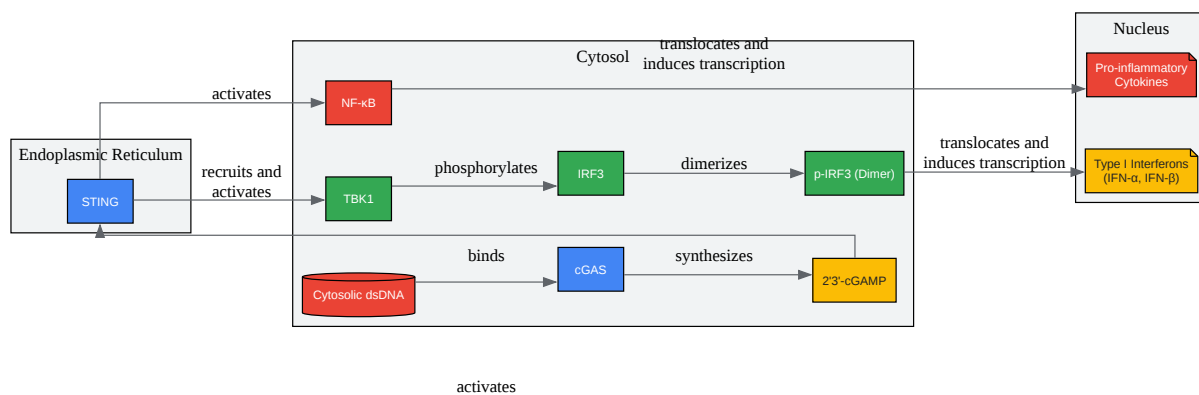 Nucleus
translocates and
induces transcription
Cytosol
Pro-inflammatory
Cytokines
activates
NF-κB
Endoplasmic Reticulum
translocates and
induces transcription
phosphorylates
dimerizes
recruits and
activates
IRF3
p-IRF3 (Dimer)
Type I Interferons
(IFN-α, IFN-β)
STING
TBK1
binds
synthesizes
cGAS
2'3'-cGAMP
Cytosolic dsDNA
activates